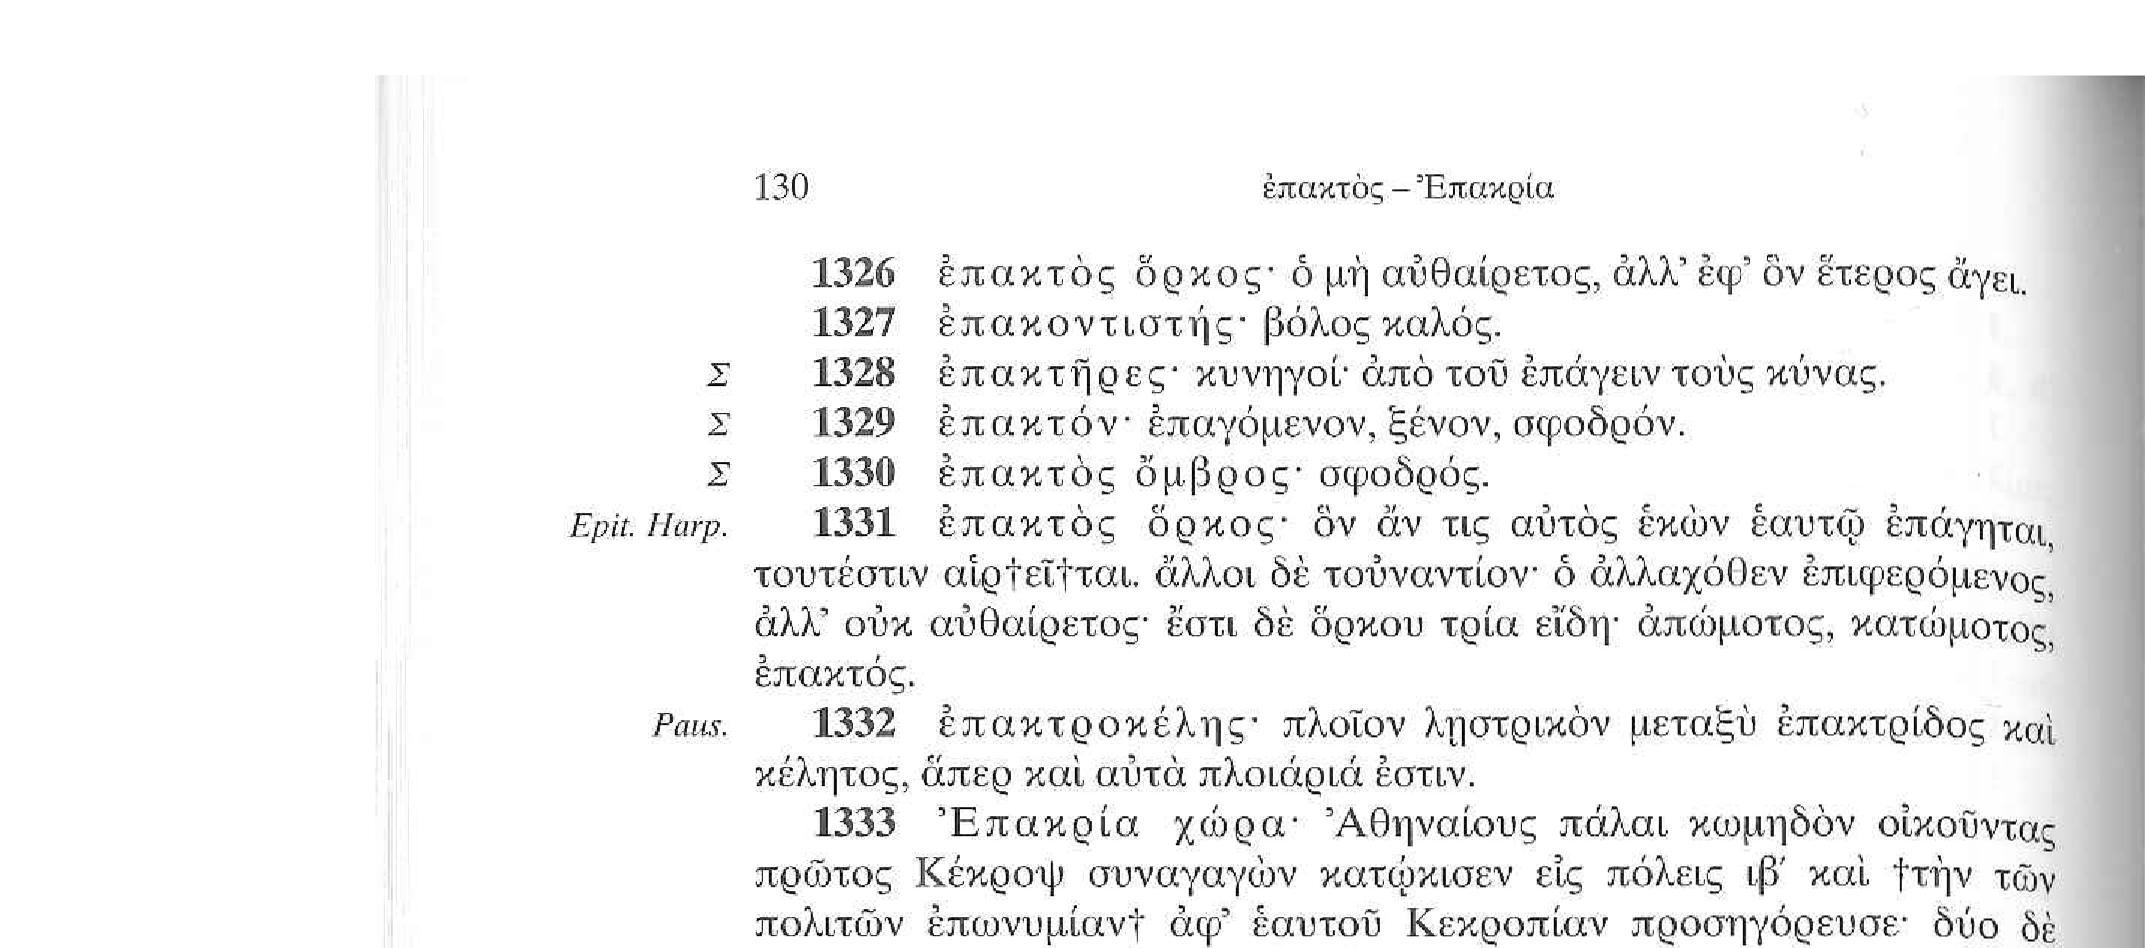 130 ἐπακτὸς – Ἐπακρία
1326 ἐπακτὸς ὅρκος· ὁ μὴ αὐθαίρετος, ἀλλ’ ἐφ’ ὃν ἕτερος ἄγει.
1327 ἐπακοντιστής· βόλος καλός.
Σ 1328 ἐπακτῆρες· κυνηγοί· ἀπὸ τοῦ ἐπάγειν τοὺς κύνας.
Σ 1329 ἐπακτόν· ἐπαγόμενον, ξένον, σφοδρόν.
Σ 1330 ἐπακτὸς ὄμβρος· σφοδρός.
Epit. Harp. 1331 ἐπακτὸς ὅρκος· ὃν ἄν τις αὐτὸς ἑκὼν ἑαυτῷ ἐπάγηται,
τουτέστιν αἱρ†εῖ†ται. ἄλλοι δὲ τοὐναντίον· ὁ ἀλλαχόθεν ἐπιφερόμενος,
ἀλλ’ οὐκ αὐθαίρετος· ἔστι δὲ ὅρκου τρία εἴδη· ἀπώμοτος, κατώμοτος,
ἐπακτός.
Paus. 1332 ἐπακτροκέλης· πλοῖον λῃστρικὸν μεταξὺ ἐπακτρίδος καὶ
κέλητος, ἅπερ καὶ αὐτὰ πλοιάριά ἐστιν.
1333 Ἐπακρία χώρα· Ἀθηναίους πάλαι κωμηδὸν οἰκοῦντας
πρῶτος Κέκροψ συναγαγὼν κατῴκισεν εἰς πόλεις ιβ′ καὶ †τὴν τῶν
πολιτῶν ἐπωνυμίαν† ἀφ’ ἑαυτοῦ Κεκροπίαν προσηγόρευσε· δύο δὲ